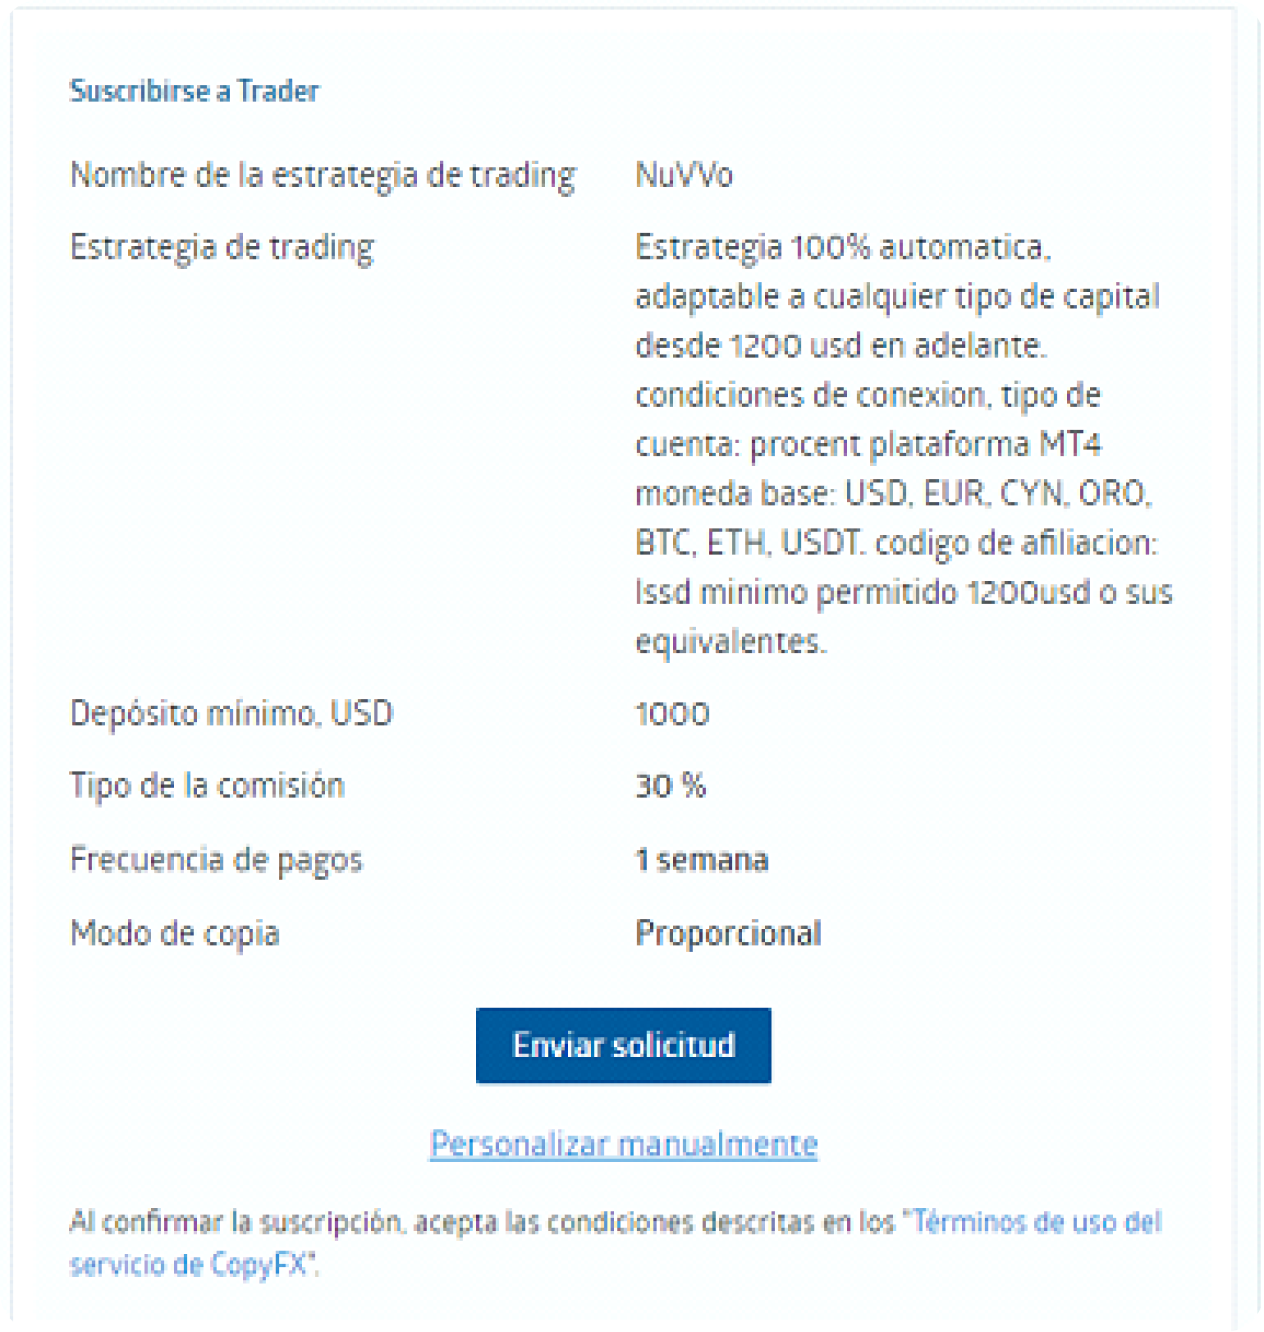 Suscribirse a Trader
Nombre de la estrategia de trading NuVVo
Estrategia de trading Estrategia 100% automatica,
adaptable a cualquier tipo de capital
desde 1200 usd en adelante.
condiciones de conexion, tipo de
cuenta: procent plataforma MT4
moneda base: USD, EUR, CYN, ORO,
BTC, ETH, USDT. codigo de afiliacion:
lssd minimo permitido 1200usd o sus
equivalentes.
Depósito mínimo, USD 1000
Tipo de la comisión 30 %
Frecuencia de pagos 1 semana
Modo de copia Proporcional
Enviar solicitud
Personalizar manualmente
Al confirmar la suscripción, acepta las condiciones descritas en los "Términos de uso del
servicio de CopyFX".